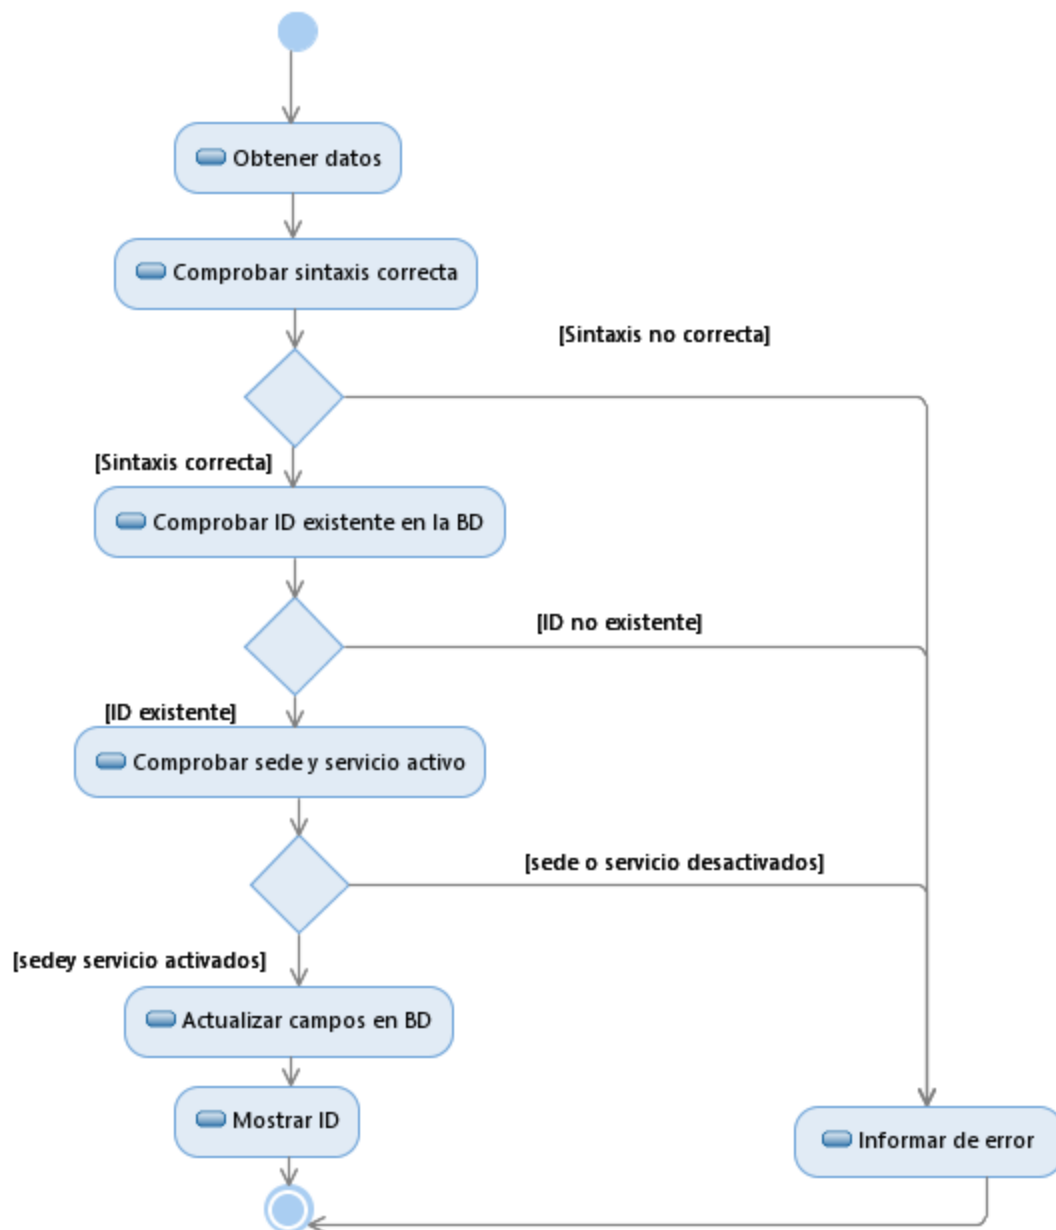 Obtener datos
Comprobar sintaxis correcta
[Sintaxis no correcta]
[Sintaxis correcta]
Comprobar ID existente en la BD
[ID no existente]
[ID existente]
Comprobar sede y servicio activo
[sede o servicio desactivados]
[sedey servicio activados]
Actualizar campos en BD
Mostrar ID
Informar de error